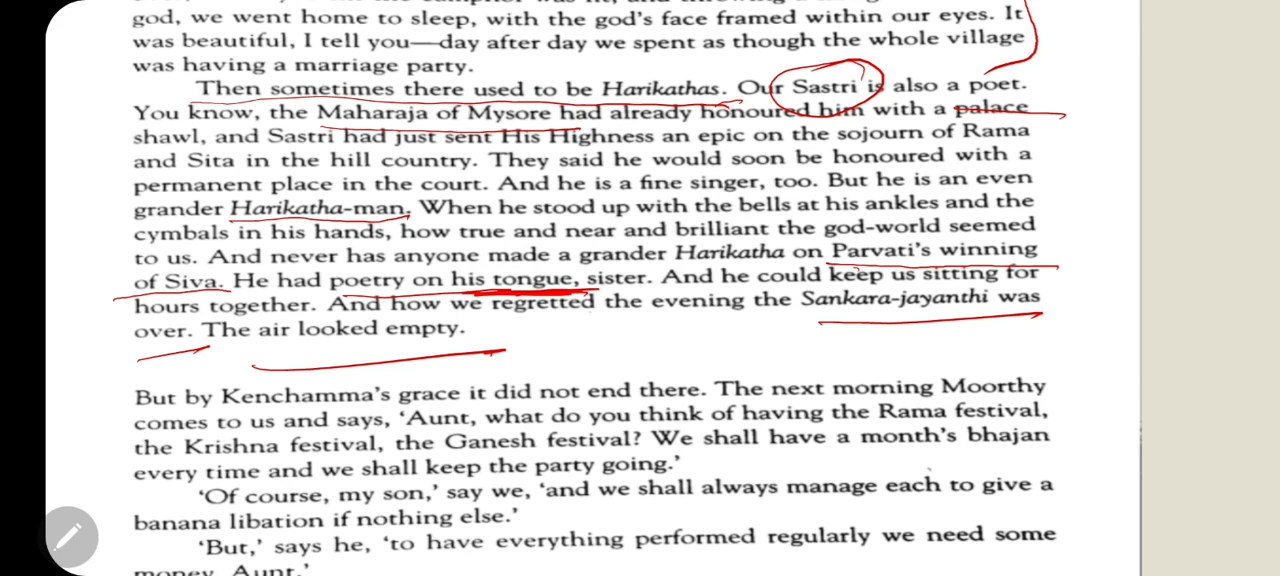 god, we went home to sleep, with the god's face framed within our eyes. It
was beautiful, I tell you—day after day we spent as though the whole village
was having a marriage party.
Then sometimes there used to be Harikathas. Our Sastri is also a poet.
You know, the Maharaja of Mysore had already honoured him with a palace
shawl, and Sastri had just sent His Highness an epic on the sojourn of Rama
and Sita in the hill country. They said he would soon be honoured with a
permanent place in the court. And he is a fine singer, too. But he is an even
grander Harikatha-man. When he stood up with the bells at his ankles and the
cymbals in his hands, how true and near and brilliant the god-world seemed
to us. And never has anyone made a grander Harikatha on Parvati's winning
of Siva. He had poetry on his tongue, sister. And he could keep us sitting for
hours together. And how we regretted the evening the Sankara-jayanthi was
over. The air looked empty.
But by Kenchamma's grace it did not end there. The next morning Moorthy
comes to us and says, 'Aunt, what do you think of having the Rama festival,
the Krishna festival, the Ganesh festival? We shall have a month's bhajan
every time and we shall keep the party going.'
'Of course, my son,' say we, 'and we shall always manage each to give a
banana libation if nothing else.'
'But,' says he, 'to have everything performed regularly we need some
money, Aunt.'